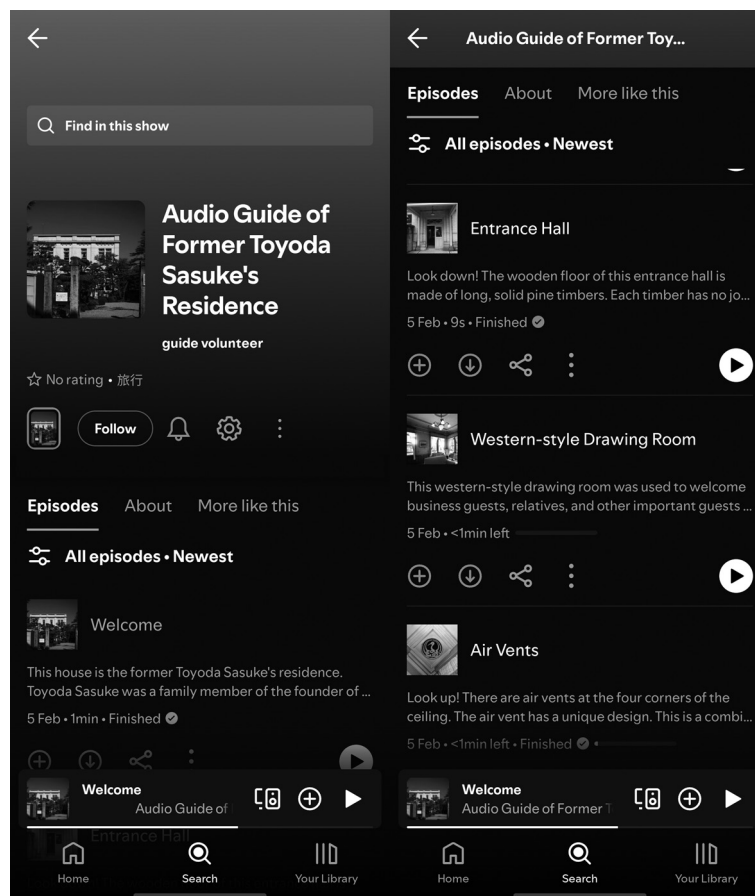 Find in this show
Audio Guide of
Former Toyoda
Sasuke's
Residence
guide volunteer
No rating • 旅行
Follow
Episodes About More like this
All episodes • Newest
Welcome
This house is the former Toyoda Sasuke's residence.
Toyoda Sasuke was a family member of the founder of ...
5 Feb • 1min • Finished
Welcome
Audio Guide of
Entrance Hall
Home Search Your Library
Audio Guide of Former Toy...
Episodes About More like this
All episodes • Newest
Entrance Hall
Look down! The wooden floor of this entrance hall is
made of long, solid pine timbers. Each timber has no jo...
5 Feb • 9s • Finished
Western-style Drawing Room
This western-style drawing room was used to welcome
business guests, relatives, and other important guests ...
5 Feb • <1min left
Air Vents
Look up! There are air vents at the four corners of the
ceiling. The air vent has a unique design. This is a combi...
5 Feb • <1min left • Finished
Welcome
Audio Guide of Former T
Home Search Your Library